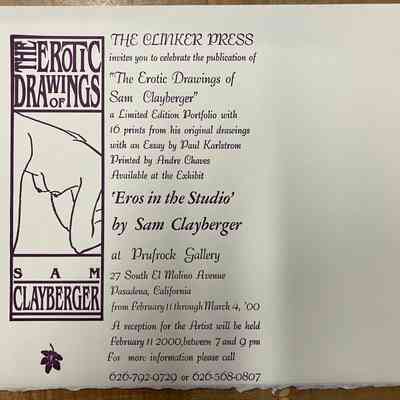 THE EROTIC
DRAWINGS
OF
SAM
CLAYBERGER
THE CLINKER PRESS
invites you to celebrate the publication of
"The Erotic Drawings of
Sam Clayberger"
a Limited Edition Portfolio with
16 prints from his original drawings
with an Essay by Paul Karlstrom
Printed by Andre Chaves
Available at the Exhibit
'Eros in the Studio'
by Sam Clayberger
at Prufrock Gallery
27 South El Molino Avenue
Pasadena, California
from February 11 through March 4, '00
A reception for the Artist will be held
February 11 2000, between 7 and 9 pm
For more information please call
626-792-0729 or 626-568-0807